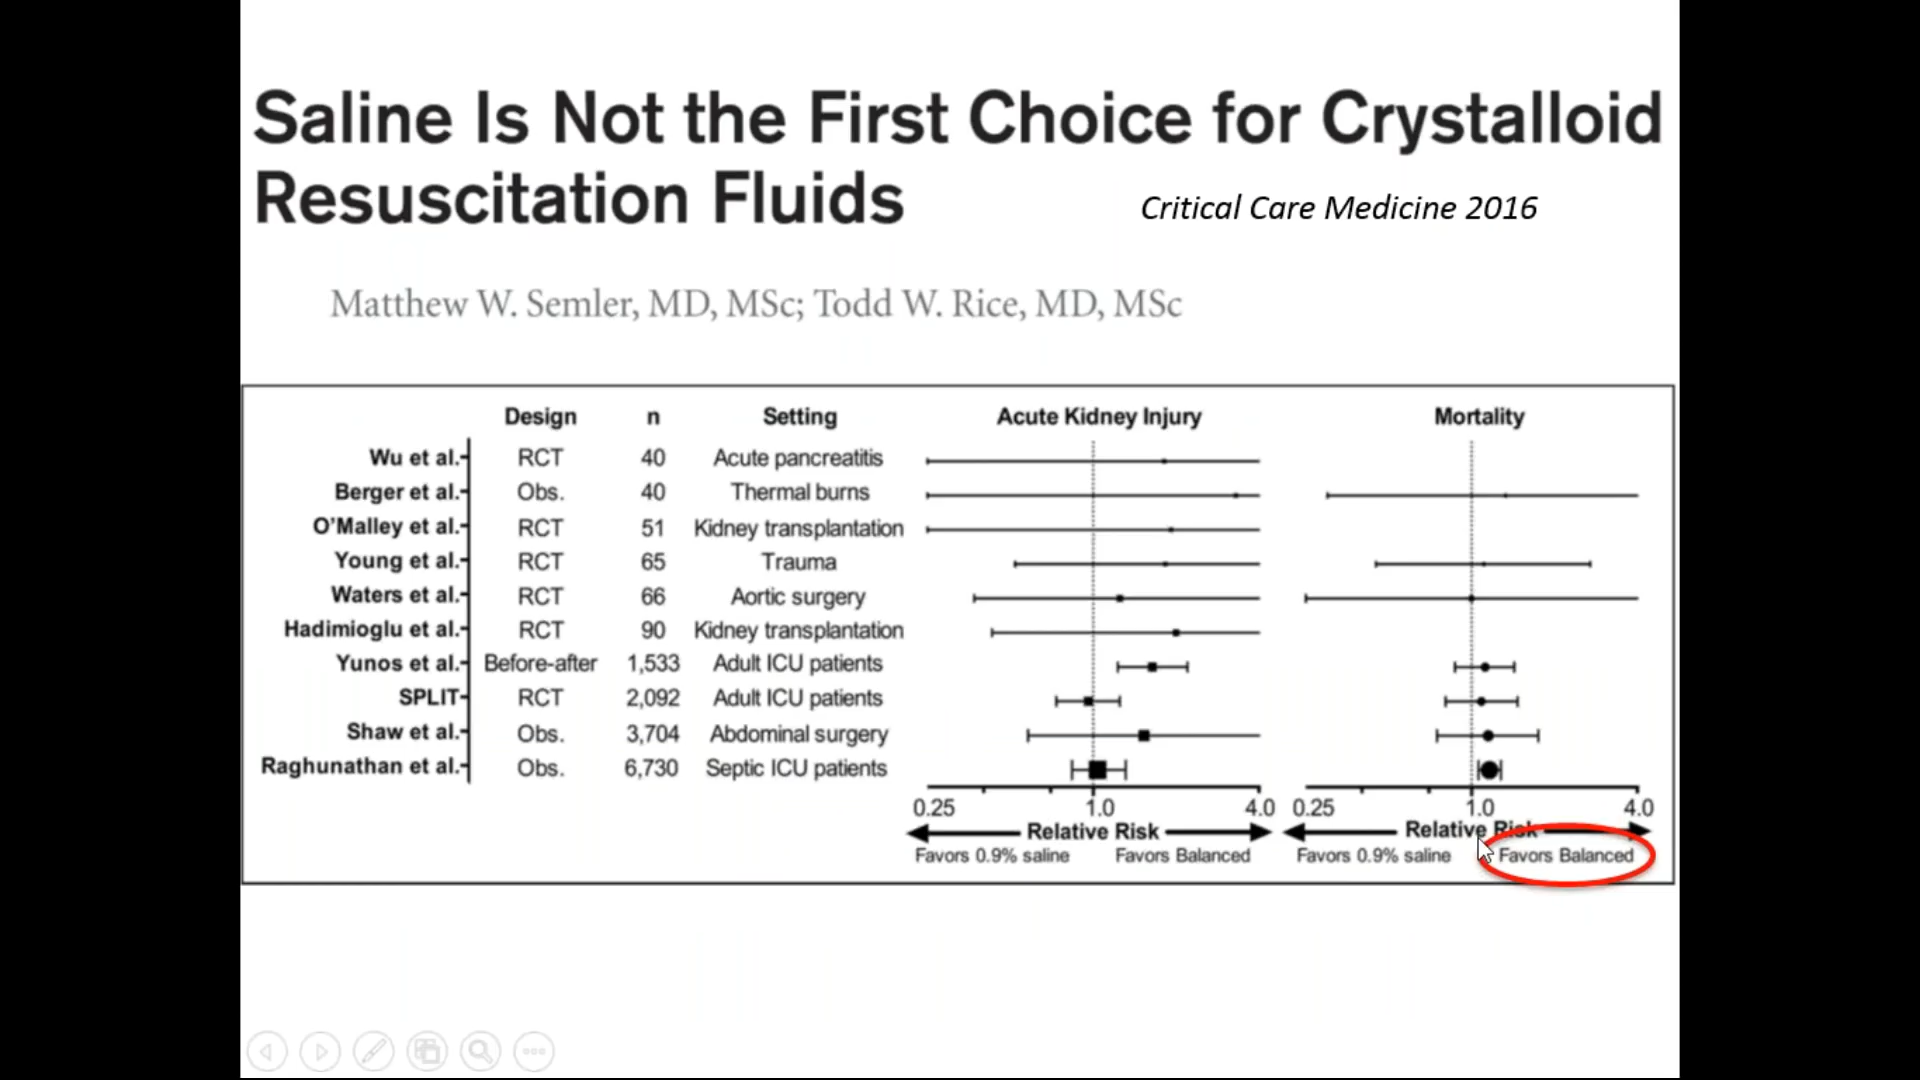 Saline Is Not the First Choice for Crystalloid
Resuscitation Fluids
Critical Care Medicine 2016
Matthew W. Semler, MD, MSc; Todd W. Rice, MD, MSc
Design n Setting Acute Kidney Injury Mortality
Wu et al. RCT 40 Acute pancreatitis
Berger et al. Obs. 40 Thermal burns
O'Malley et al. RCT 51 Kidney transplantation
Young et al. RCT 65 Trauma
Waters et al. RCT 66 Aortic surgery
Hadimioglu et al. RCT 90 Kidney transplantation
Yunos et al. Before-after 1,533 Adult ICU patients
SPLIT RCT 2,092 Adult ICU patients
Shaw et al. Obs. 3,704 Abdominal surgery
Raghunathan et al. Obs. 6,730 Septic ICU patients
0.25 1.0 4.0 0.25 1.0 4.0
Relative Risk Relative Risk
Favors 0.9% saline Favors Balanced Favors 0.9% saline Favors Balanced